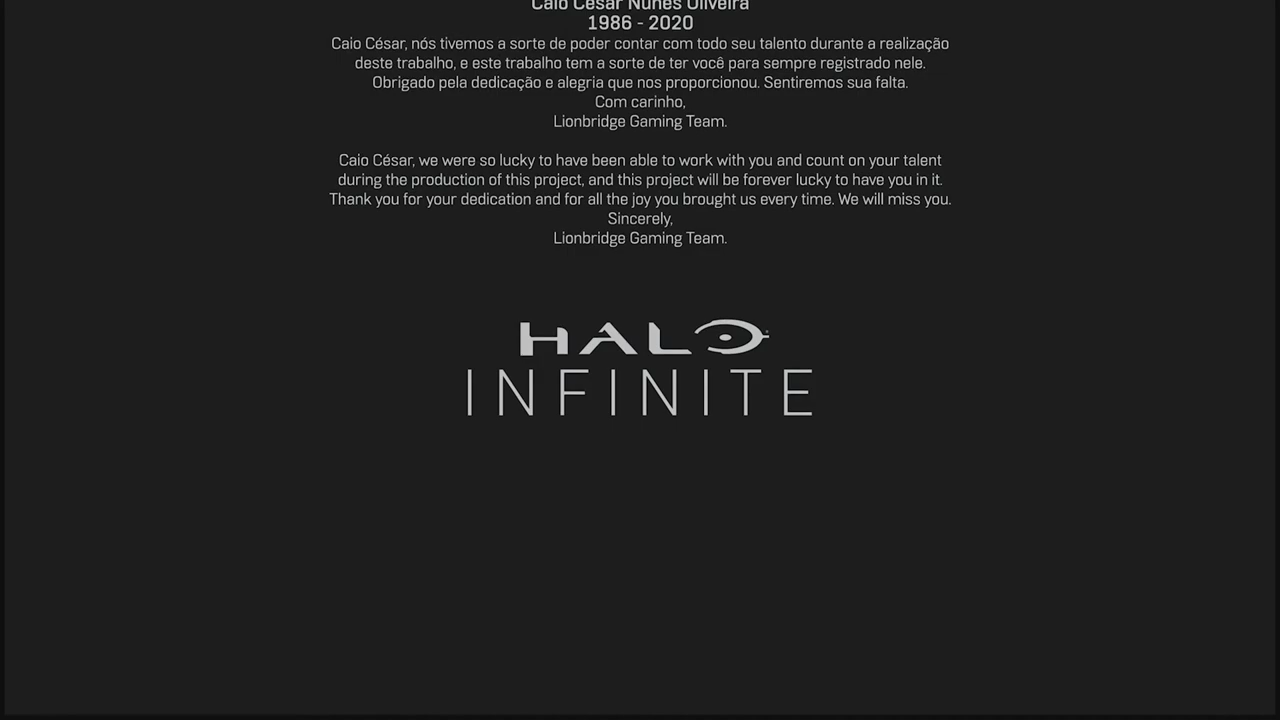 Caio César Nunes Oliveira
1986 - 2020
Caio César, nós tivemos a sorte de poder contar com todo seu talento durante a realização
deste trabalho, e este trabalho tem a sorte de ter você para sempre registrado nele.
Obrigado pela dedicação e alegria que nos proporcionou. Sentiremos sua falta.
Com carinho,
Lionbridge Gaming Team.
Caio César, we were so lucky to have been able to work with you and count on your talent
during the production of this project, and this project will be forever lucky to have you in it.
Thank you for your dedication and for all the joy you brought us every time. We will miss you.
Sincerely,
Lionbridge Gaming Team.
HALO
INFINITE